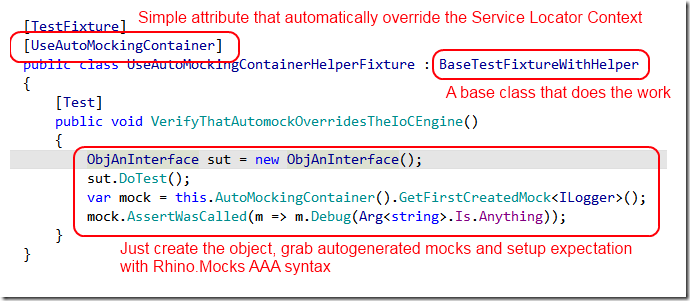 Simple attribute that automatically override the Service Locator Context
[TestFixture]
[UseAutoMockingContainer]
public class UseAutoMockingContainerHelperFixture : BaseTestFixtureWithHelper
{
A base class that does the work
[Test]
public void VerifyThatAutomockOverridesTheIoCEngine()
{
ObjAnInterface sut = new ObjAnInterface();
sut.DoTest();
var mock = this.AutoMockingContainer().GetFirstCreatedMock<ILogger>();
mock.AssertWasCalled(m => m.Debug(Arg<string>.Is.Anything));
}
Just create the object, grab autogenerated mocks and setup expectation
}
with Rhino.Mocks AAA syntax